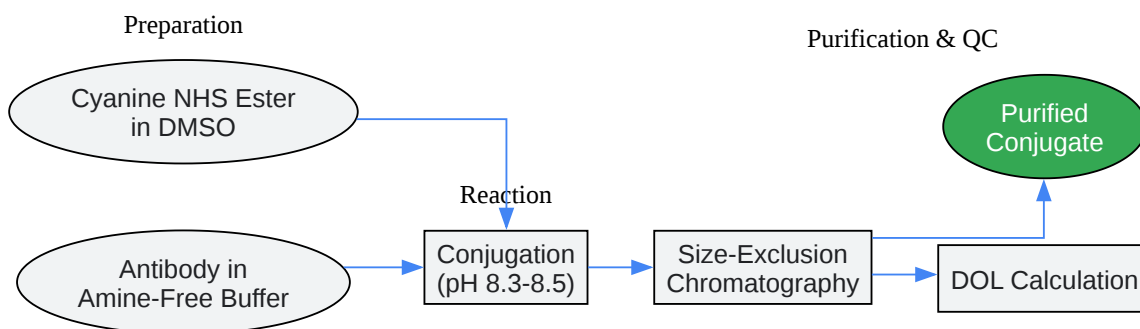 Preparation
Cyanine NHS Ester
in DMSO
Antibody in
Amine-Free Buffer
Reaction
Conjugation
(pH 8.3-8.5)
Purification & QC
Size-Exclusion
Chromatography
Purified
Conjugate
DOL Calculation